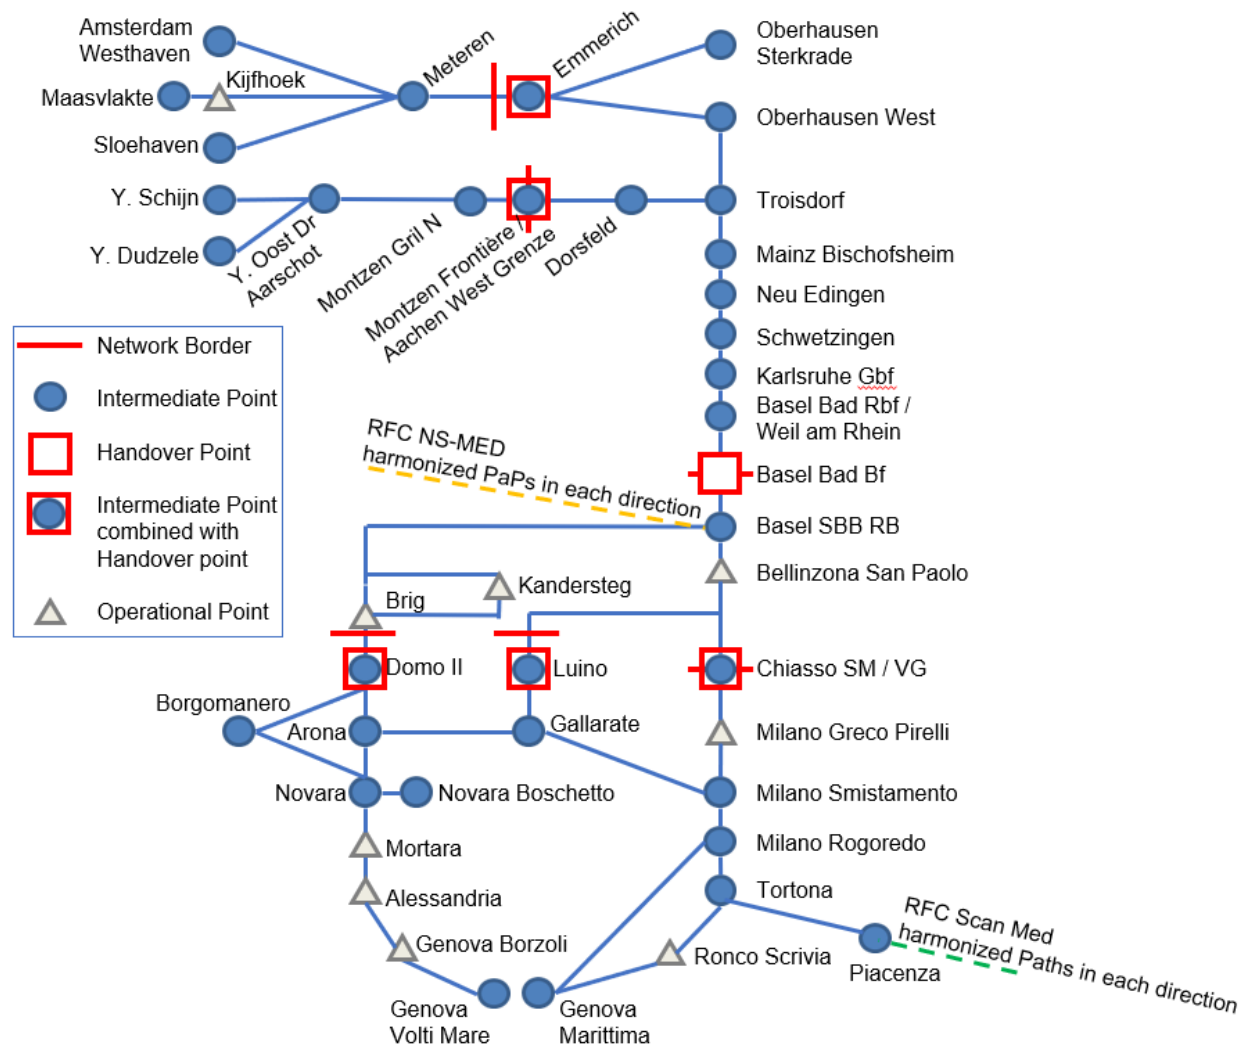 Amsterdam
Westhaven
Kijfhoek
Maasvlakte
Sloehaven
Meteren
Emmerich
Oberhausen
Sterkrade
Oberhausen West
Y. Schijn
Y. Dudzele
Y. Oost Dr
Aarschot
Montzen Gril N
Montzen Frontière /
Aachen West Grenze
Dorsfeld
Troisdorf
Mainz Bischofsheim
Neu Edingen
Schwetzingen
Karlsruhe Gbf
Basel Bad Rbf /
Weil am Rhein
Basel Bad Bf
Basel SBB RB
Bellinzona San Paolo
Network Border
Intermediate Point
Handover Point
Intermediate Point
combined with
Handover point
Operational Point
RFC NS-MED
harmonized PaPs in each direction
Kandersteg
Brig
Domo II
Luino
Chiasso SM / VG
Borgomanero
Arona
Gallarate
Milano Greco Pirelli
Novara
Novara Boschetto
Milano Smistamento
Mortara
Milano Rogoredo
Alessandria
Tortona
Genova Borzoli
Ronco Scrivia
Piacenza
RFC Scan Med
harmonized Paths in each direction
Genova
Volti Mare
Genova
Marittima